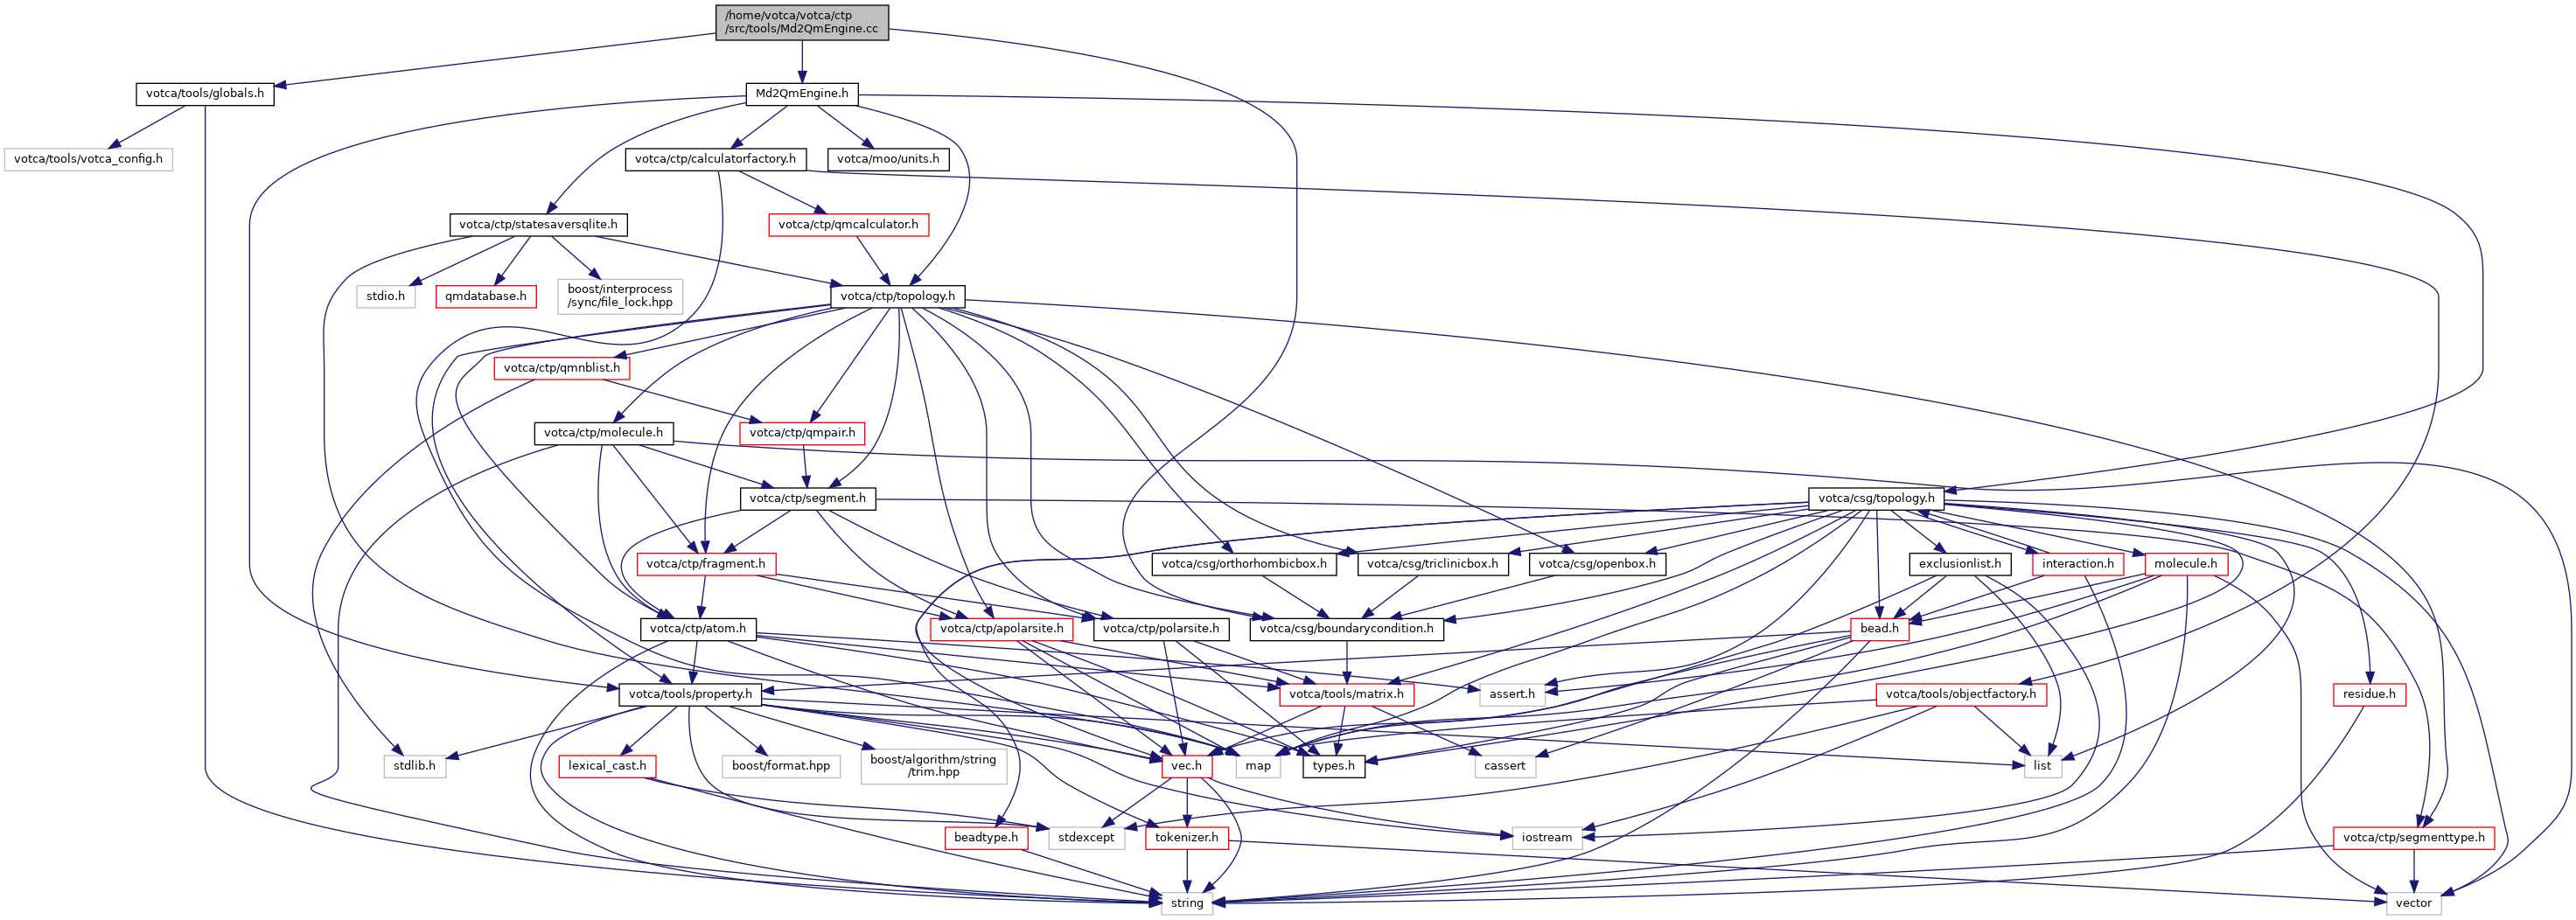 /home/votca/votca/ctp
/src/tools/Md2QmEngine.cc
votca/tools/globals.h
Md2QmEngine.h
votca/tools/votca_config.h
votca/ctp/calculatorfactory.h
votca/moo/units.h
votca/ctp/statesaversqlite.h
votca/ctp/qmcalculator.h
stdio.h
qmdatabase.h
boost/interprocess
/sync/file_lock.hpp
votca/ctp/topology.h
votca/ctp/qmnblist.h
votca/ctp/molecule.h
votca/ctp/qmpair.h
votca/ctp/segment.h
votca/csg/topology.h
votca/ctp/fragment.h
votca/csg/orthorhombicbox.h
votca/csg/triclinicbox.h
votca/csg/openbox.h
exclusionlist.h
interaction.h
molecule.h
votca/ctp/atom.h
votca/ctp/apolarsite.h
votca/ctp/polarsite.h
votca/csg/boundarycondition.h
bead.h
votca/tools/property.h
assert.h
votca/tools/matrix.h
votca/tools/objectfactory.h
residue.h
stdlib.h
lexical_cast.h
boost/format.hpp
boost/algorithm/string
/trim.hpp
vec.h
map
types.h
cassert
list
beadtype.h
stdexcept
tokenizer.h
iostream
votca/ctp/segmenttype.h
string
vector